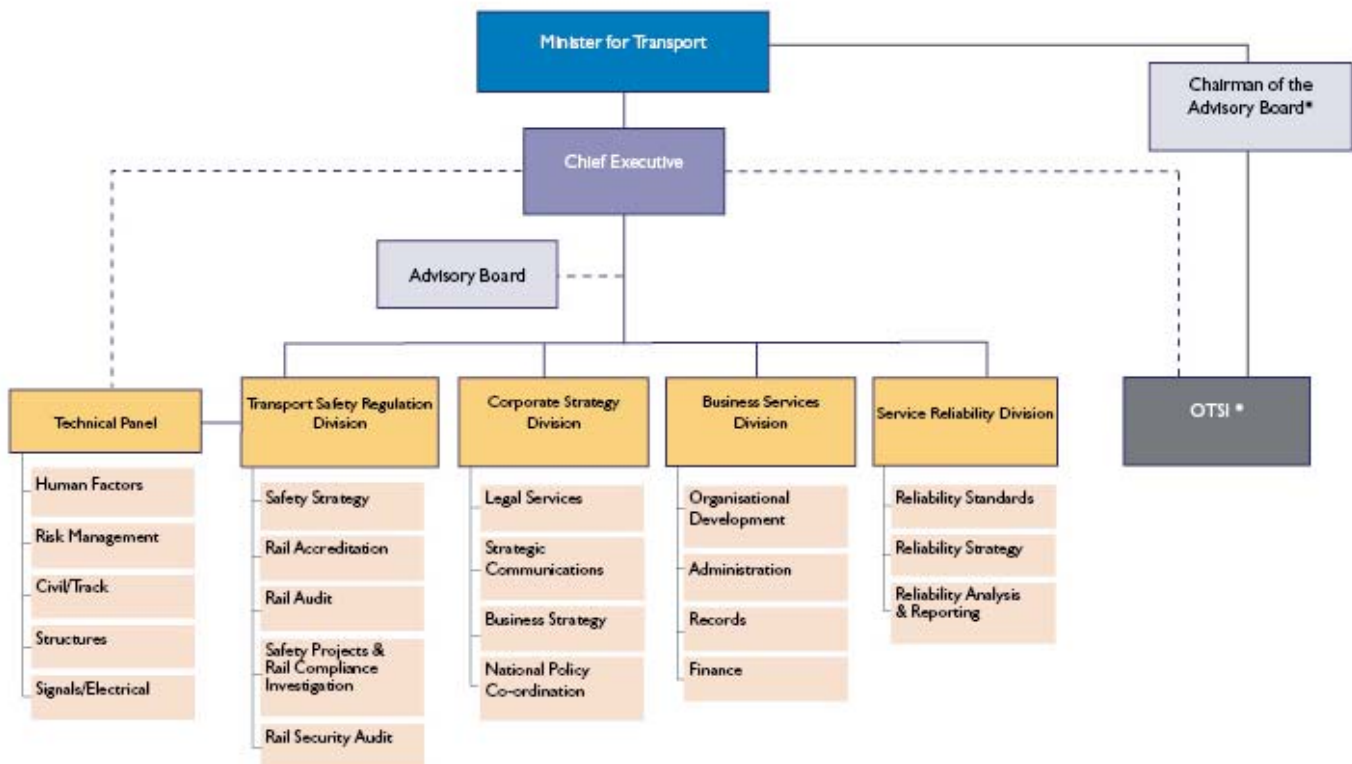 Minister for Transport
Chairman of the
Advisory Board*
Chief Executive
Advisory Board
Technical Panel
Transport Safety Regulation
Division
Corporate Strategy
Division
Business Services
Division
Service Reliability Division
OTSI *
Human Factors
Risk Management
Civil/Track
Structures
Signals/Electrical
Safety Strategy
Rail Accreditation
Rail Audit
Safety Projects &
Rail Compliance
Investigation
Rail Security Audit
Legal Services
Strategic
Communications
Business Strategy
National Policy
Co-ordination
Organisational
Development
Administration
Records
Finance
Reliability Standards
Reliability Strategy
Reliability Analysis
& Reporting